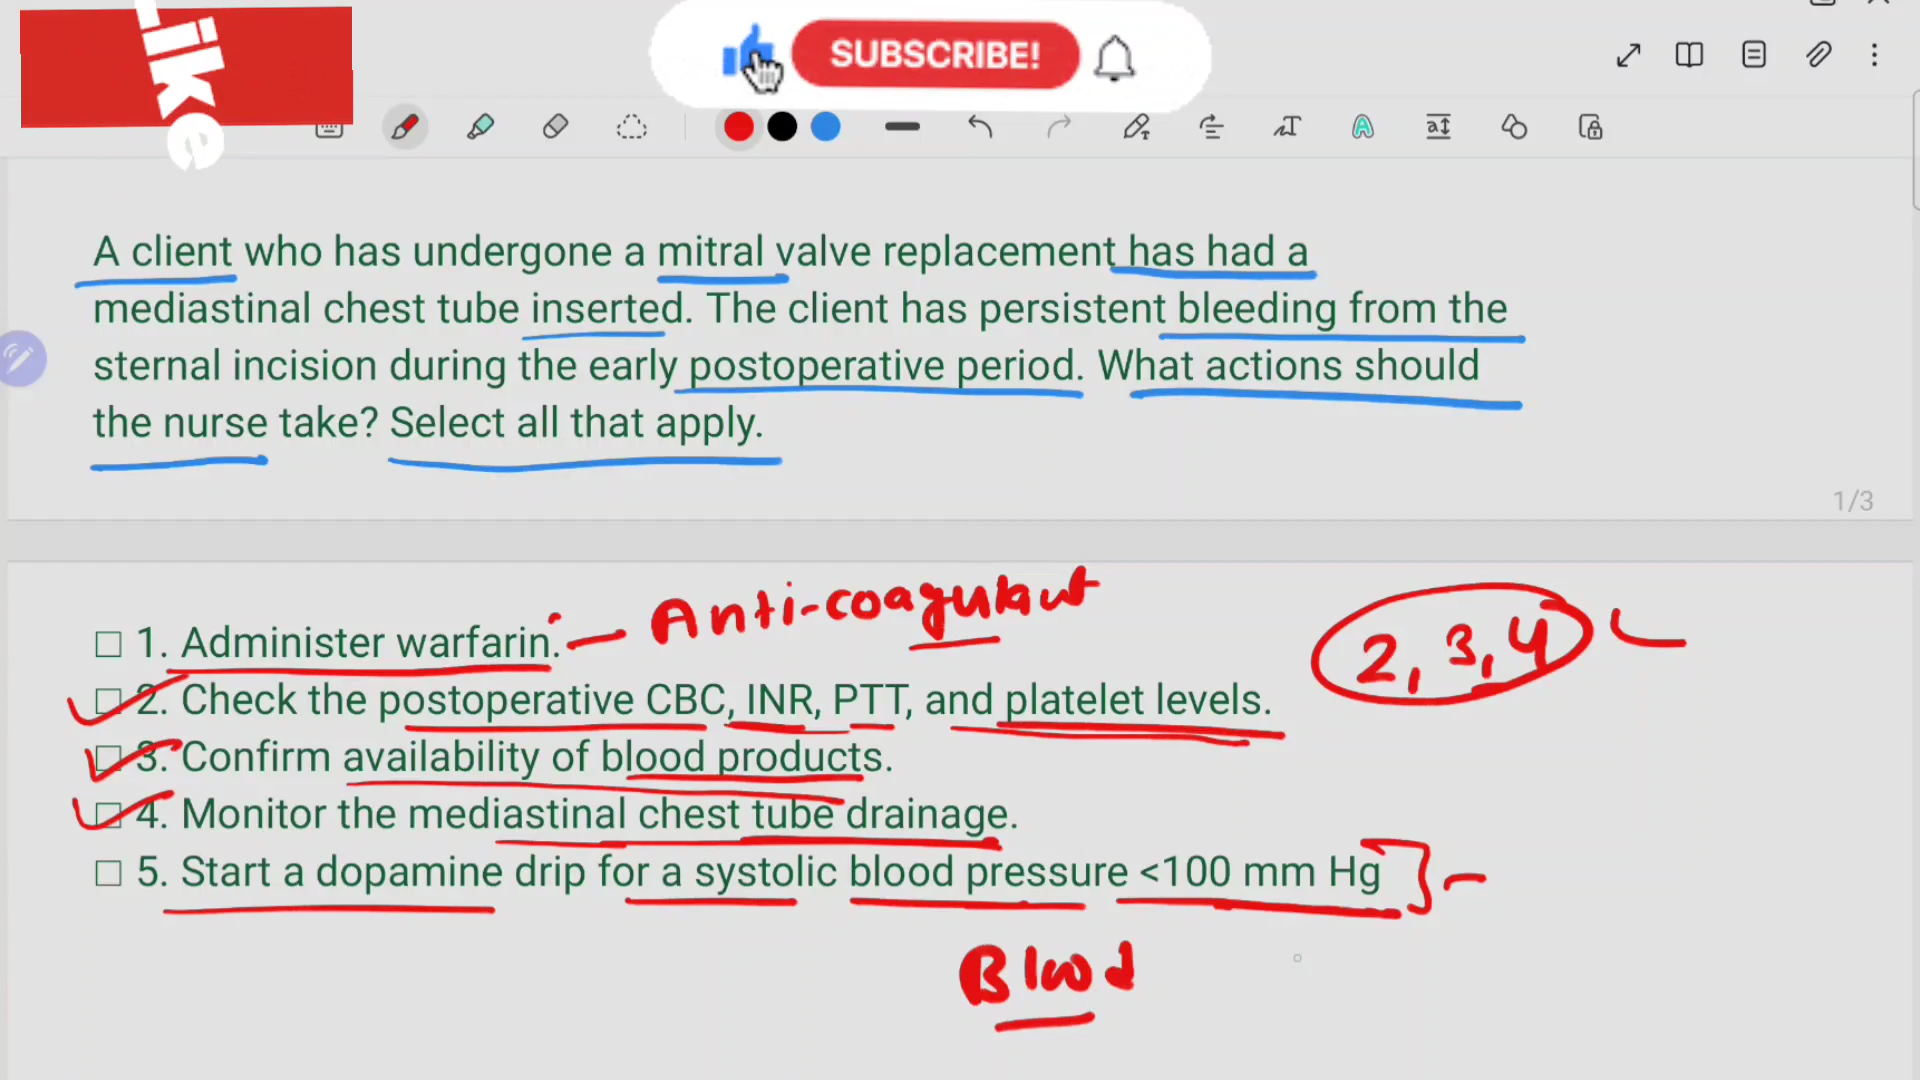 Like
SUBSCRIBE!
A client who has undergone a mitral valve replacement has had a
mediastinal chest tube inserted. The client has persistent bleeding from the
sternal incision during the early postoperative period. What actions should
the nurse take? Select all that apply.
1/3
1. Administer warfarin. — Anti-coagulant
2. Check the postoperative CBC, INR, PTT, and platelet levels.
2, 3, 4
3. Confirm availability of blood products.
4. Monitor the mediastinal chest tube drainage.
5. Start a dopamine drip for a systolic blood pressure <100 mm Hg
Blood